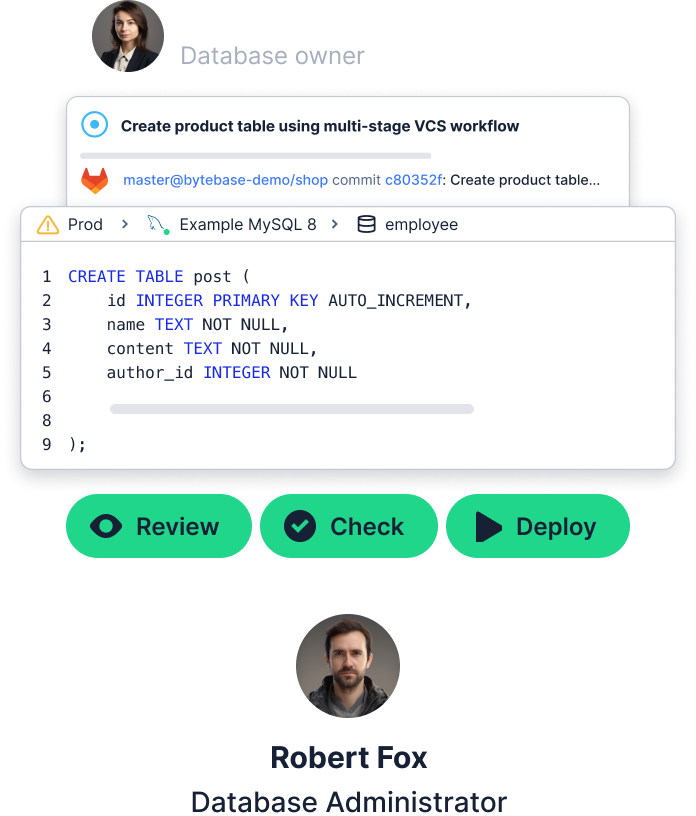 Database owner
Create product table using multi-stage VCS workflow
master@bytebase-demo/shop commit c80352f: Create product table...
Prod > Example MySQL 8 > employee
1 CREATE TABLE post (
2 id INTEGER PRIMARY KEY AUTO_INCREMENT,
3 name TEXT NOT NULL,
4 content TEXT NOT NULL,
5 author_id INTEGER NOT NULL
6
8
9 );
Review Check Deploy
Robert Fox
Database Administrator